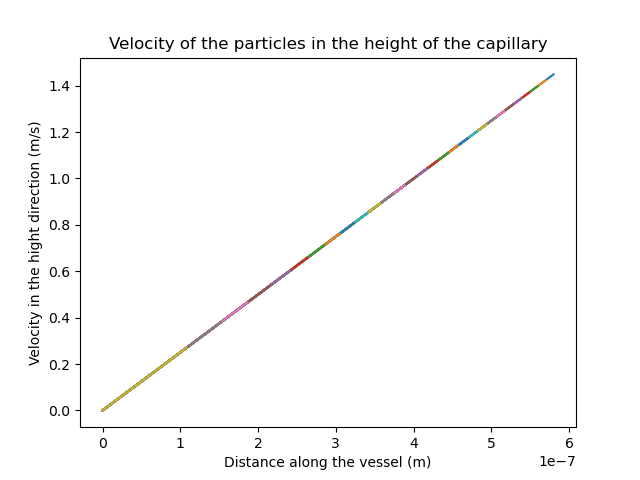 Velocity of the particles in the height of the capillary
Velocity in the hight direction (m/s)
1.4
1.2
1.0
0.8
0.6
0.4
0.2
0.0
0 1 2 3 4 5 6
1e−7
Distance along the vessel (m)